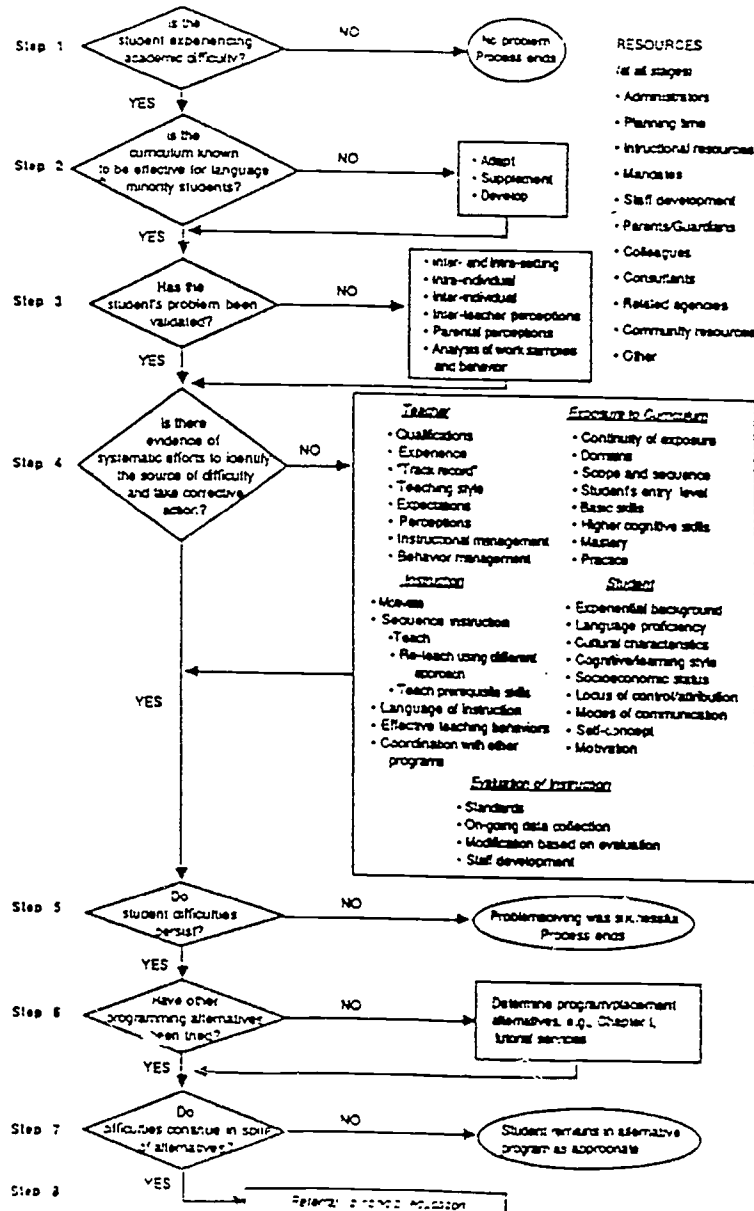 Step 1
Is the
student experiencing
academic difficulty?
NO
No problem
Process ends
YES
Step 2
Is the
curriculum known
to be effective for language
minority students?
NO
• Adapt
• Supplement
• Develop
YES
Step 3
Has the
student's problem been
validated?
NO
• Inter- and intra-setting
• Intra-individual
• Inter-individual
• Inter-teacher perceptions
• Parental perceptions
• Analysis of work samples
and behavior
YES
RESOURCES
(at all stages)
• Administrators
• Planning time
• Intructional resources
• Mandates
• Staff development
• Parents/Guardians
• Colleagues
• Consultants
• Related agencies
• Community resources
• Other
Step 4
Is there
evidence of
systematic efforts to identify
the source of difficulty
and take corrective
action?
NO
Teacher
• Qualifications
• Experience
• "Track record"
• Teaching style
• Expectations
• Perceptions
• Instructional management
• Behavior management
Exposure to Curriculum
• Continuity of exposure
• Domains
• Scope and sequence
• Student's entry level
• Basic skills
• Higher cognitive skills
• Mastery
• Practice
Instruction
• Motivate
• Sequence instruction
• Teach
• Re-teach using different
approach
• Teach prerequisite skills
• Language of instruction
• Effective teaching behaviors
• Coordination with other
programs
Student
• Experiential background
• Language proficiency
• Cultural characteristics
• Cognitive/learning style
• Socioeconomic status
• Locus of control/attribution
• Modes of communication
• Self-concept
• Motivation
Evaluation of Instruction
• Standards
• On-going data collection
• Modification based on evaluation
• Staff development
YES
Step 5
Do
student difficulties
persist?
NO
Problemsolving was successful
Process ends
YES
Step 6
Have other
programming alternatives
been tried?
NO
Determine program/placement
alternatives, e.g., Chapter I,
tutorial services
YES
Step 7
Do
difficulties continue in spite
of alternatives?
NO
Student remains in alternative
program as approriate
YES
Step 8
Referral